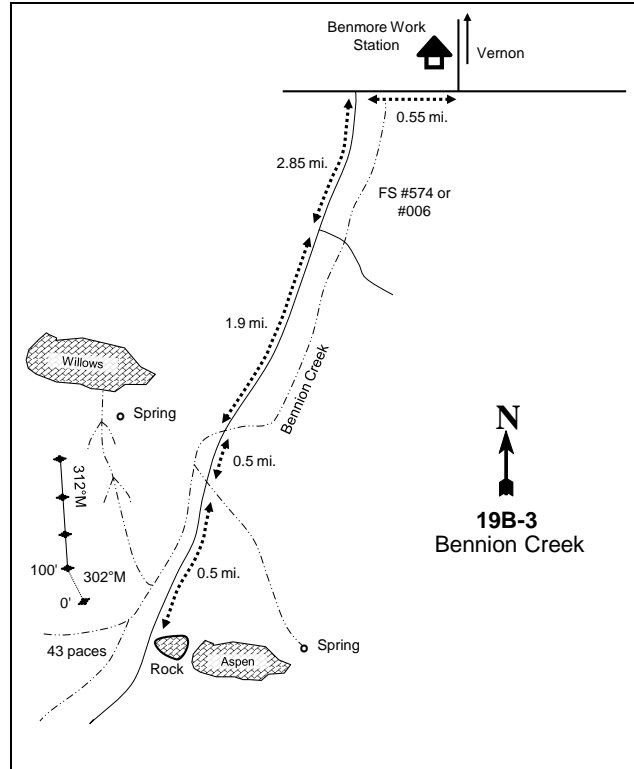 Benmore Work
Station
Vernon
0.55 mi.
2.85 mi.
FS #574 or
#006
1.9 mi.
Willows
Spring
Bennion Creek
N
0.5 mi.
312°M
19B-3
Bennion Creek
100'
302°M
0.5 mi.
0'
43 paces
Rock
Aspen
Spring